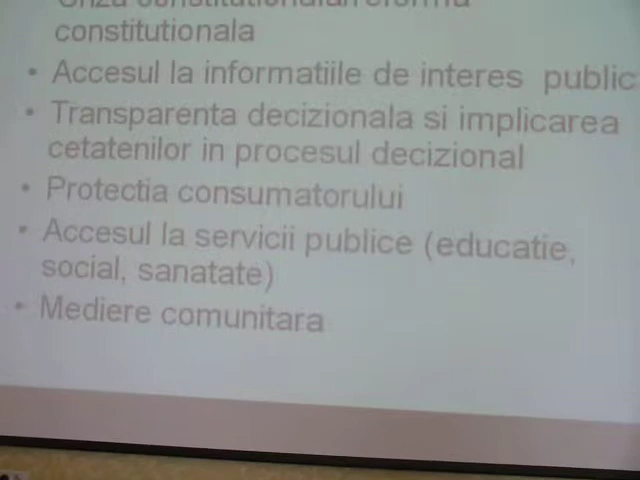 constitutionala
• Accesul la informatiile de interes public
• Transparenta decizionala si implicarea
cetatenilor in procesul decizional
• Protectia consumatorului
• Accesul la servicii publice (educatie,
social, sanatate)
• Mediere comunitara